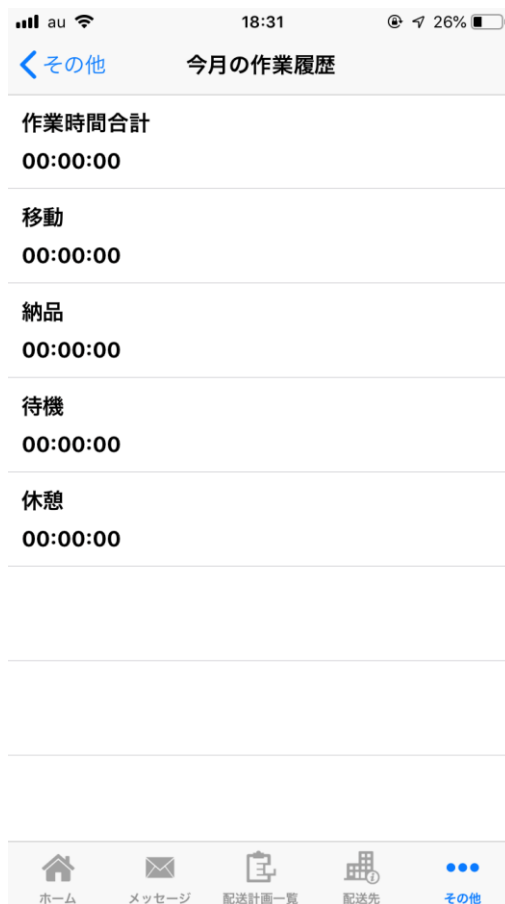 au 18:31 26%
その他 今月の作業履歴
作業時間合計
00:00:00
移動
00:00:00
納品
00:00:00
待機
00:00:00
休憩
00:00:00
ホーム メッセージ 配送計画一覧 配送先 その他